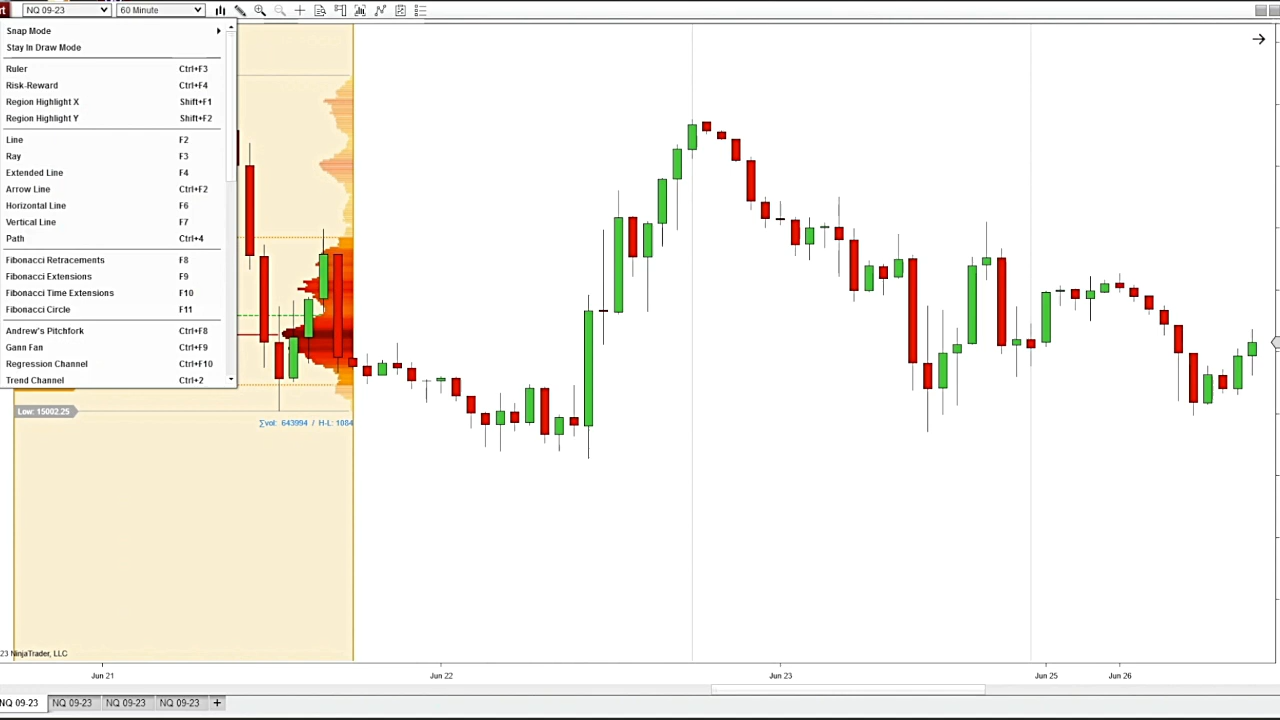 NQ 09-23 60 Minute
Snap Mode
Stay In Draw Mode
Ruler Ctrl+F3
Risk-Reward Ctrl+F4
Region Highlight X Shift+F1
Region Highlight Y Shift+F2
Line F2
Ray F3
Extended Line F4
Arrow Line Ctrl+F2
Horizontal Line F6
Vertical Line F7
Path Ctrl+4
Fibonacci Retracements F8
Fibonacci Extensions F9
Fibonacci Time Extensions F10
Fibonacci Circle F11
Andrew's Pitchfork Ctrl+F8
Gann Fan Ctrl+F9
Regression Channel Ctrl+F10
Trend Channel Ctrl+2
Low: 15002.25
∑vol: 643994 / H-L: 1084
23 NinjaTrader, LLC
Jun 21 Jun 22 Jun 23 Jun 25 Jun 26
NQ 09-23 NQ 09-23 NQ 09-23 NQ 09-23 +